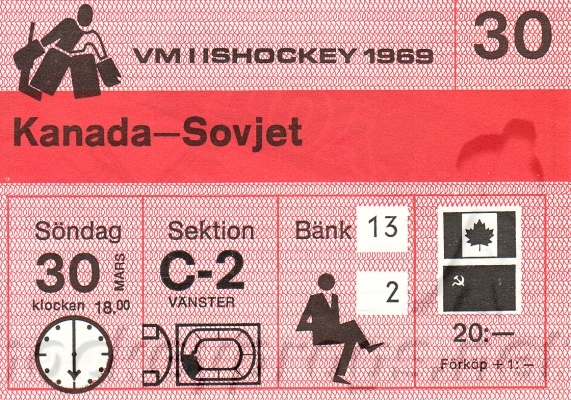 VM I ISHOCKEY 1969
30
Kanada—Sovjet
Söndag
30 MARS
klockan 18.00
Sektion
C-2
VÄNSTER
Bänk 13
2
20:—
Förköp + 1:—